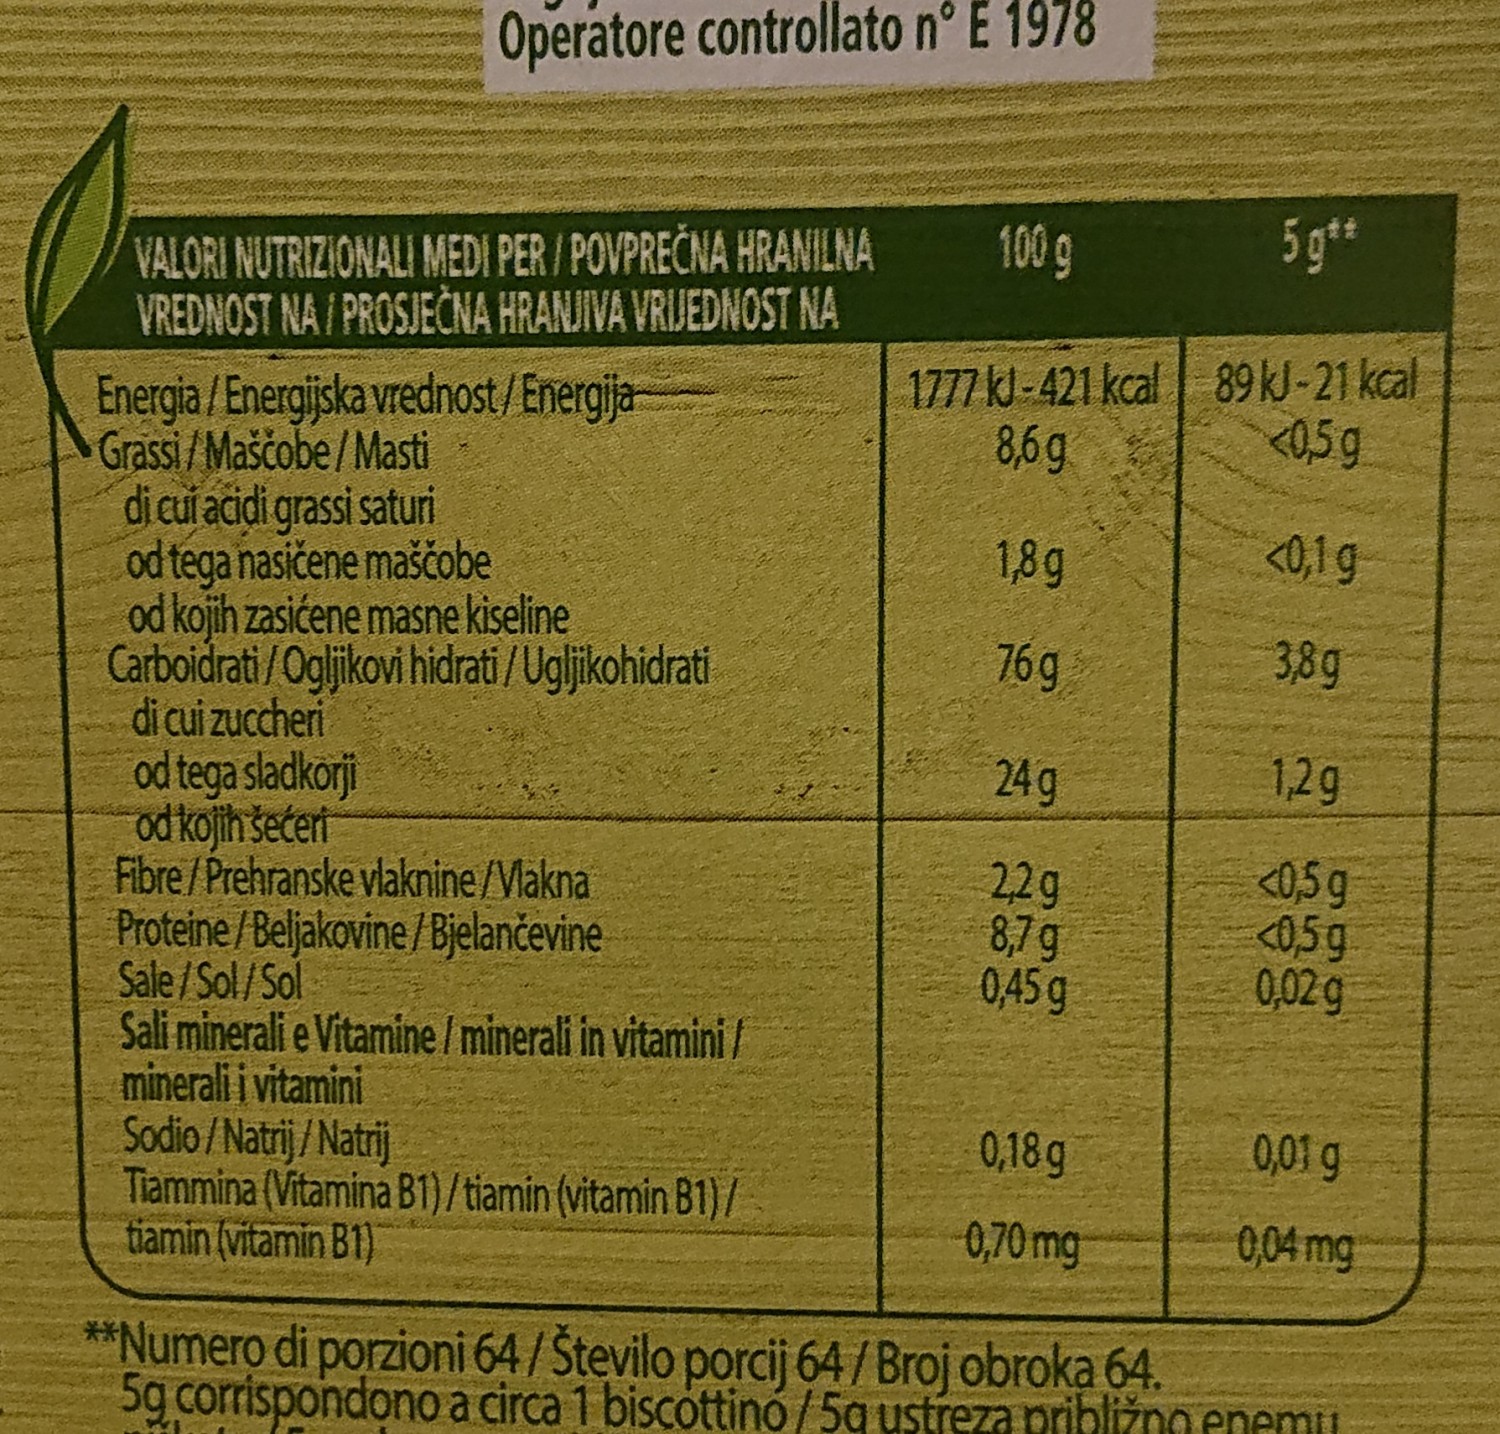 Operatore controllato n° E 1978
VALORI NUTRIZIONALI MEDI PER / POVPREČNA HRANILNA 100 g 5 g**
VREDNOST NA / PROSJEČNA HRANJIVA VRIJEDNOST NA
Energia / Energijska vrednost / Energija 1777 kJ - 421 kcal 89 kJ - 21 kcal
Grassi / Maščobe / Masti 8,6 g <0,5 g
di cui acidi grassi saturi
od tega nasičene maščobe 1,8 g <0,1 g
od kojih zasićene masne kiseline
Carboidrati / Ogljikovi hidrati / Ugljikohidrati 76 g 3,8 g
di cui zuccheri
od tega sladkorji 24 g 1,2 g
od kojih šećeri
Fibre / Prehranske vlaknine / Vlakna 2,2 g <0,5 g
Proteine / Beljakovine / Bjelančevine 8,7 g <0,5 g
Sale / Sol / Sol 0,45 g 0,02 g
Sali minerali e Vitamine / minerali in vitamini /
minerali i vitamini
Sodio / Natrij / Natrij 0,18 g 0,01 g
Tiammina (Vitamina B1) / tiamin (vitamin B1) /
tiamin (vitamin B1) 0,70 mg 0,04 mg
**Numero di porzioni 64 / Število porcij 64 / Broj obroka 64.
5g corrispondono a circa 1 biscottino / 5g ustreza približno enemu